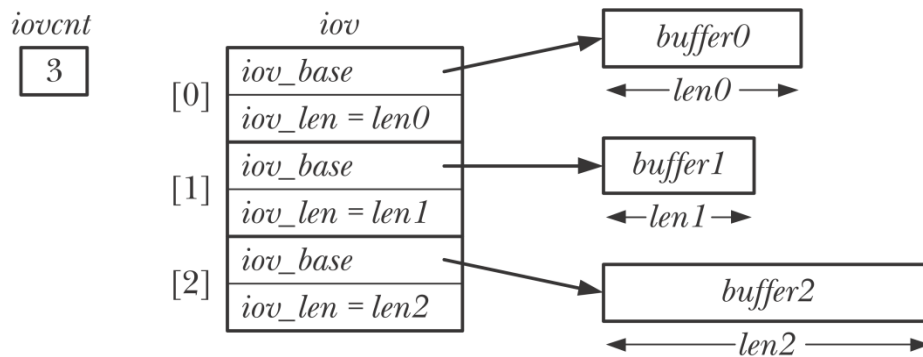 iovcnt
3
iov
[0]
iov_base
iov_len = len0
[1]
iov_base
iov_len = len1
[2]
iov_base
iov_len = len2
buffer0
len0
buffer1
len1
buffer2
len2